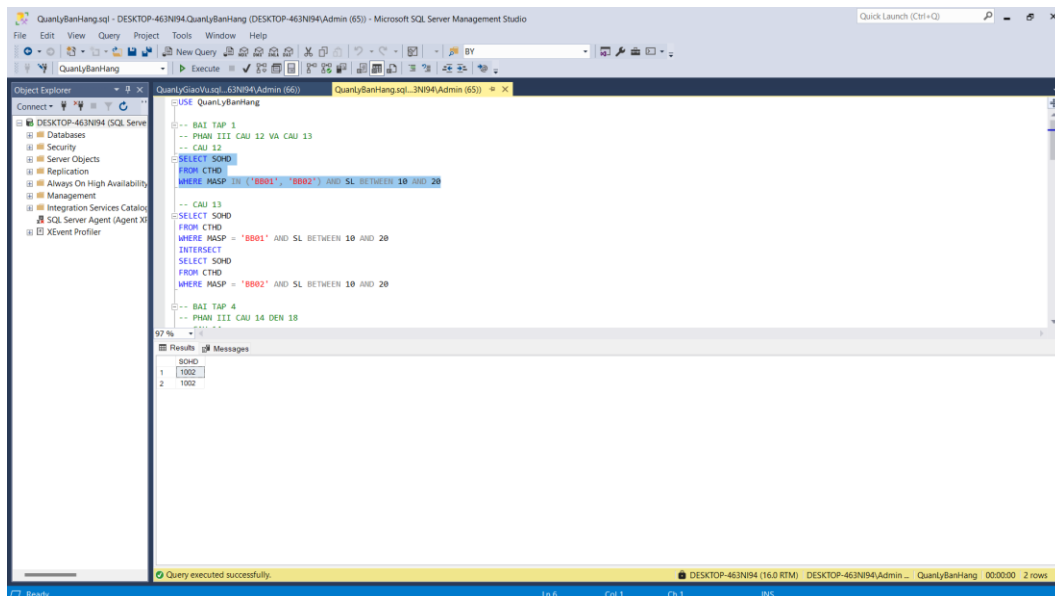 QuanLyBanHang.sql - DESKTOP-463NI94.QuanLyBanHang (DESKTOP-463NI94\Admin (65)) - Microsoft SQL Server Management Studio
Quick Launch (Ctrl+Q)
File Edit View Query Project Tools Window Help
New Query
BY
QuanLyBanHang
Execute
Object Explorer
QuanLyGiaoVu.sql...63NI94\Admin (66))
QuanLyBanHang.sql...3NI94\Admin (65))
Connect
DESKTOP-463NI94 (SQL Serve
Databases
Security
Server Objects
Replication
Always On High Availability
Management
Integration Services Catalog
SQL Server Agent (Agent XP
XEvent Profiler
USE QuanLyBanHang
-- BAI TAP 1
-- PHAN III CAU 12 VA CAU 13
-- CAU 12
SELECT SOHD
FROM CTHD
WHERE MASP IN ('BB01', 'BB02') AND SL BETWEEN 10 AND 20
-- CAU 13
SELECT SOHD
FROM CTHD
WHERE MASP = 'BB01' AND SL BETWEEN 10 AND 20
INTERSECT
SELECT SOHD
FROM CTHD
WHERE MASP = 'BB02' AND SL BETWEEN 10 AND 20
-- BAI TAP 4
-- PHAN III CAU 14 DEN 18
97 %
Results Messages
SOHD
1 1002
2 1002
Query executed successfully.
DESKTOP-463NI94 (16.0 RTM) DESKTOP-463NI94\Admin ... QuanLyBanHang 00:00:00 2 rows
Ready Ln 6 Col 1 Ch 1 INS